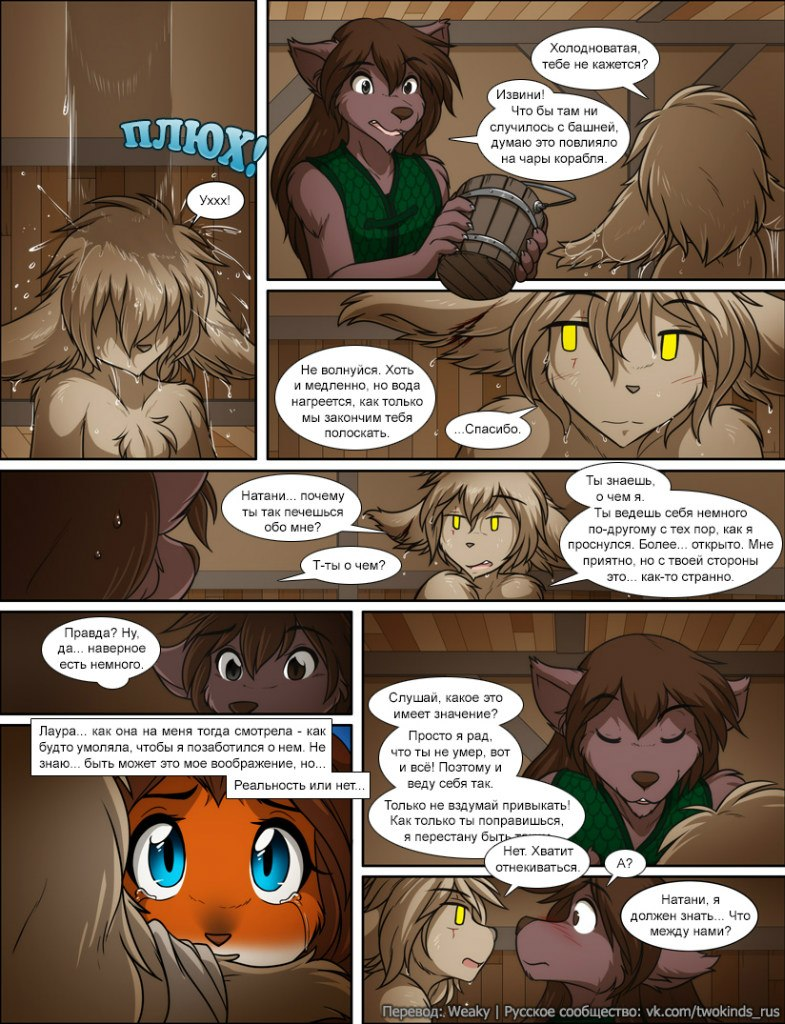 ПЛЮХ!
Уххх!
Холодноватая,
тебе не кажется?
Извини!
Что бы там ни
случилось с башней,
думаю это повлияло
на чары корабля.
Не волнуйся. Хоть
и медленно, но вода
нагреется, как только
мы закончим тебя
полоскать.
...Спасибо.
Натани... почему
ты так печешься
обо мне?
Т-ты о чем?
Ты знаешь,
о чем я.
Ты ведешь себя немного
по-другому с тех пор, как я
проснулся. Более... открыто. Мне
приятно, но с твоей стороны
это... как-то странно.
Правда? Ну,
да... наверное
есть немного.
Лаура... как она на меня тогда смотрела - как
будто умоляла, чтобы я позаботился о нем. Не
знаю... быть может это мое воображение, но...
Реальность или нет...
Слушай, какое это
имеет значение?
Просто я рад,
что ты не умер, вот
и всё! Поэтому и
веду себя так.
Только не вздумай привыкать!
Как только ты поправишься,
я перестану быть
Нет. Хватит
отнекиваться.
А?
Натани, я
должен знать... Что
между нами?
Перевод: Weaky | Русское сообщество: vk.com/twokinds_rus